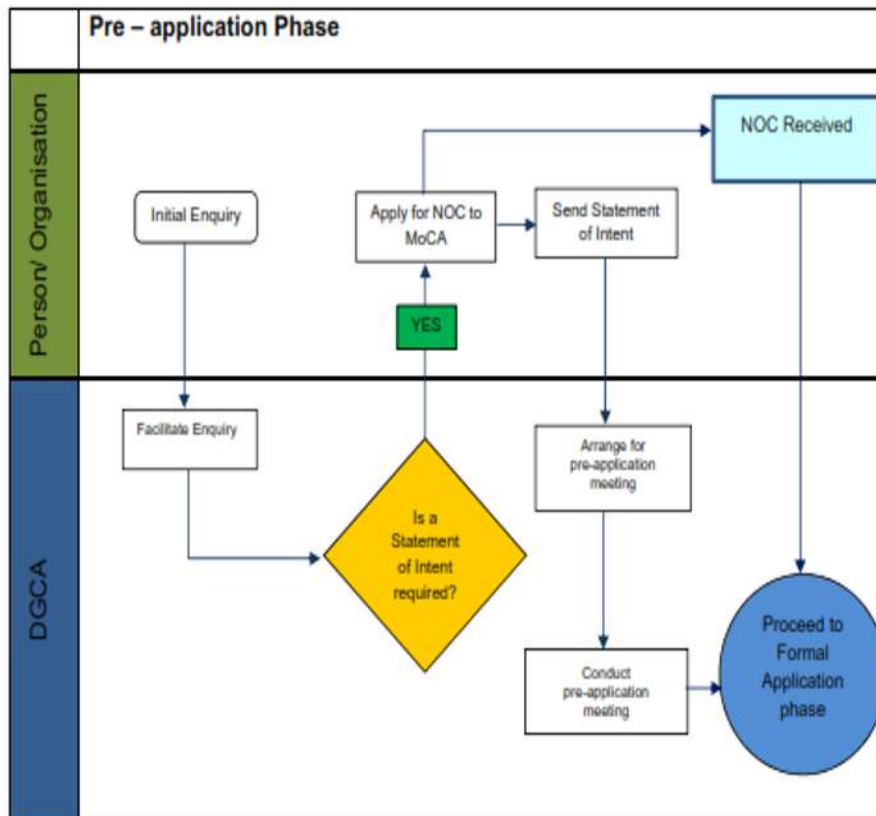 Pre – application Phase
Person/ Organisation
NOC Received
Initial Enquiry
Apply for NOC to
MoCA
Send Statement
of Intent
YES
DGCA
Facilitate Enquiry
Is a
Statement
of Intent
required?
Arrange for
pre-application
meeting
Conduct
pre-application
meeting
Proceed to
Formal
Application
phase